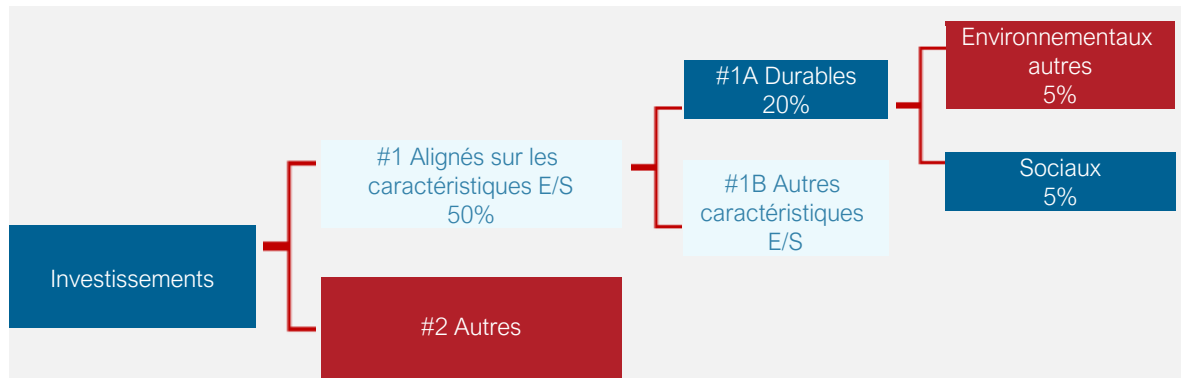 Investissements
#1 Alignés sur les
caractéristiques E/S
50%
#2 Autres
#1A Durables
20%
#1B Autres
caractéristiques
E/S
Environnementaux
autres
5%
Sociaux
5%